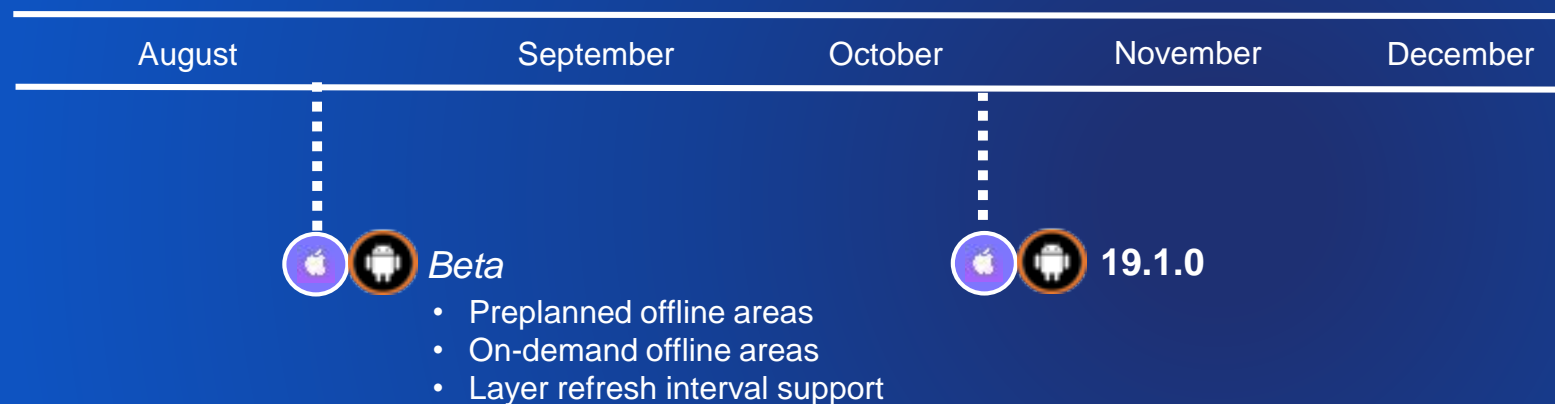 August September October November December
Beta 19.1.0
• Preplanned offline areas
• On-demand offline areas
• Layer refresh interval support